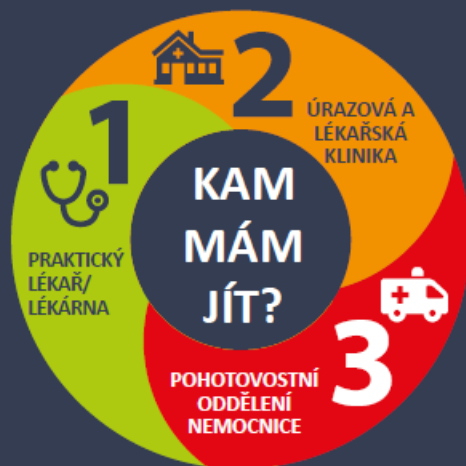 KAM
MÁM
JÍT?
1
PRAKTICKÝ
LÉKAŘ/
LÉKÁRNA
2
ÚRAZOVÁ A
LÉKAŘSKÁ
KLINIKA
3
POHOTOVOSTNÍ
ODDĚLENÍ
NEMOCNICE